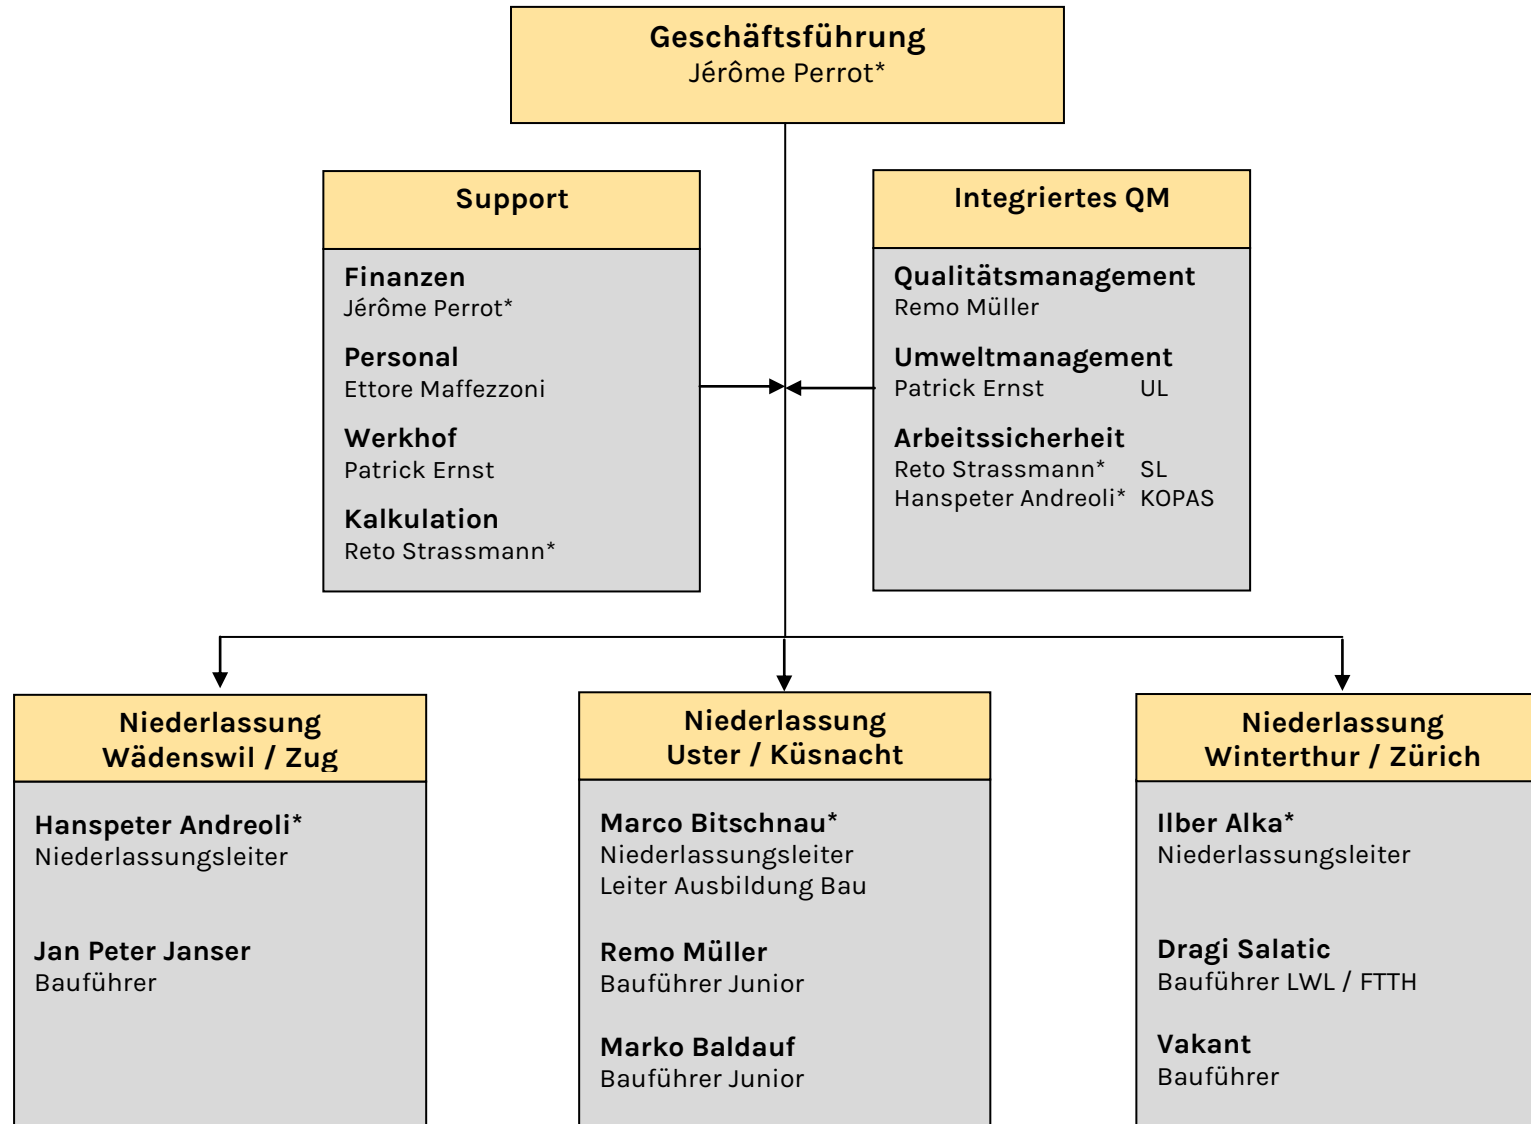 Geschäftsführung
Jérôme Perrot*
Support
Finanzen
Jérôme Perrot*
Personal
Ettore Maffezzoni
Werkhof
Patrick Ernst
Kalkulation
Reto Strassmann*
Integriertes QM
Qualitätsmanagement
Remo Müller
Umweltmanagement
Patrick Ernst UL
Arbeitssicherheit
Reto Strassmann* SL
Hanspeter Andreoli* KOPAS
Niederlassung
Wädenswil / Zug
Hanspeter Andreoli*
Niederlassungsleiter
Jan Peter Janser
Bauführer
Niederlassung
Uster / Küsnacht
Marco Bitschnau*
Niederlassungsleiter
Leiter Ausbildung Bau
Remo Müller
Bauführer Junior
Marko Baldauf
Bauführer Junior
Niederlassung
Winterthur / Zürich
Ilber Alka*
Niederlassungsleiter
Dragi Salatic
Bauführer LWL / FTTH
Vakant
Bauführer